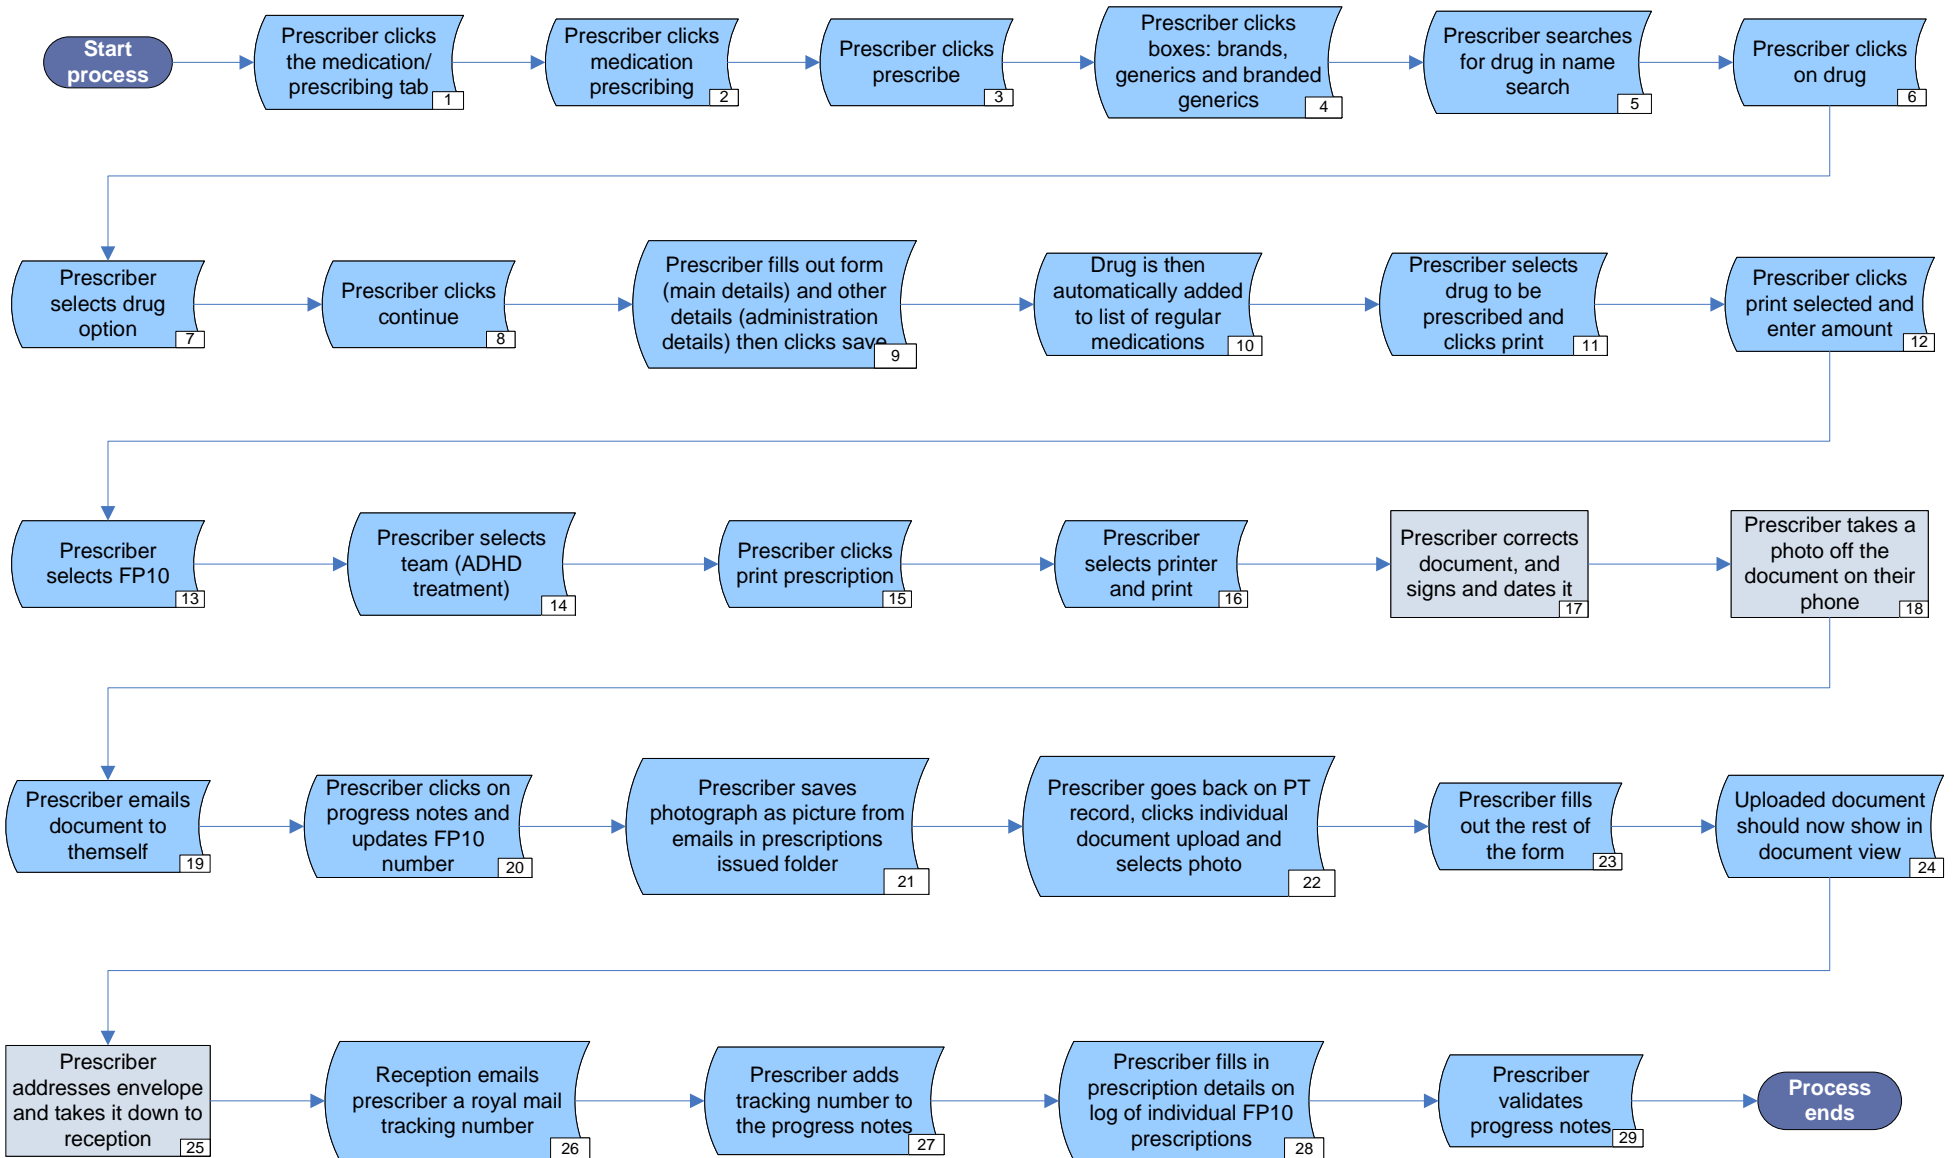 Start
process
Prescriber clicks
the medication/
prescribing tab
1
Prescriber clicks
medication
prescribing
2
Prescriber clicks
prescribe
3
Prescriber clicks
boxes: brands,
generics and branded
generics
4
Prescriber searches
for drug in name
search
5
Prescriber clicks
on drug
6
Prescriber
selects drug
option
7
Prescriber clicks
continue
8
Prescriber fills out form
(main details) and other
details (administration
details) then clicks save
9
Drug is then
automatically added
to list of regular
medications
10
Prescriber selects
drug to be
prescribed and
clicks print
11
Prescriber clicks
print selected and
enter amount
12
Prescriber
selects FP10
13
Prescriber selects
team (ADHD
treatment)
14
Prescriber clicks
print prescription
15
Prescriber
selects printer
and print
16
Prescriber corrects
document, and
signs and dates it
17
Prescriber takes a
photo off the
document on their
phone
18
Prescriber emails
document to
themself
19
Prescriber clicks on
progress notes and
updates FP10
number
20
Prescriber saves
photograph as picture from
emails in prescriptions
issued folder
21
Prescriber goes back on PT
record, clicks individual
document upload and
selects photo
22
Prescriber fills
out the rest of
the form
23
Uploaded document
should now show in
document view
24
Prescriber
addresses envelope
and takes it down to
reception
25
Reception emails
prescriber a royal mail
tracking number
26
Prescriber adds
tracking number to
the progress notes
27
Prescriber fills in
prescription details on
log of individual FP10
prescriptions
28
Prescriber
validates
progress notes
29
Process
ends